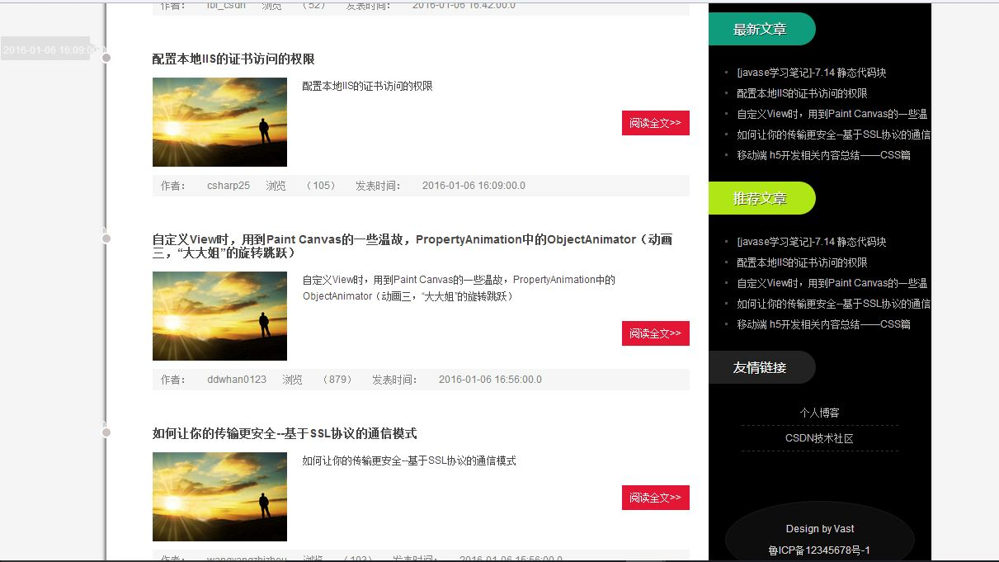 作者： lbl_csdn 浏览 （52） 发表时间： 2016-01-06 16:42:00.0
2016-01-06 16:09:00.0
配置本地IIS的证书访问的权限
配置本地IIS的证书访问的权限
阅读全文>>
作者： csharp25 浏览 （105） 发表时间： 2016-01-06 16:09:00.0
自定义View时，用到Paint Canvas的一些温故，PropertyAnimation中的ObjectAnimator（动画
三，“大大姐”的旋转跳跃）
自定义View时，用到Paint Canvas的一些温故，PropertyAnimation中的
ObjectAnimator（动画三，“大大姐”的旋转跳跃）
阅读全文>>
作者： ddwhan0123 浏览 （879） 发表时间： 2016-01-06 16:56:00.0
如何让你的传输更安全--基于SSL协议的通信模式
如何让你的传输更安全--基于SSL协议的通信模式
阅读全文>>
作者： wangyangzhizhou 浏览 （103） 发表时间： 2016-01-06 15:56:00.0
最新文章
[javase学习笔记]-7.14 静态代码块
配置本地IIS的证书访问的权限
自定义View时，用到Paint Canvas的一些温
如何让你的传输更安全--基于SSL协议的通信
移动端 h5开发相关内容总结——CSS篇
推荐文章
[javase学习笔记]-7.14 静态代码块
配置本地IIS的证书访问的权限
自定义View时，用到Paint Canvas的一些温
如何让你的传输更安全--基于SSL协议的通信
移动端 h5开发相关内容总结——CSS篇
友情链接
个人博客
CSDN技术社区
Design by Vast
鲁ICP备12345678号-1